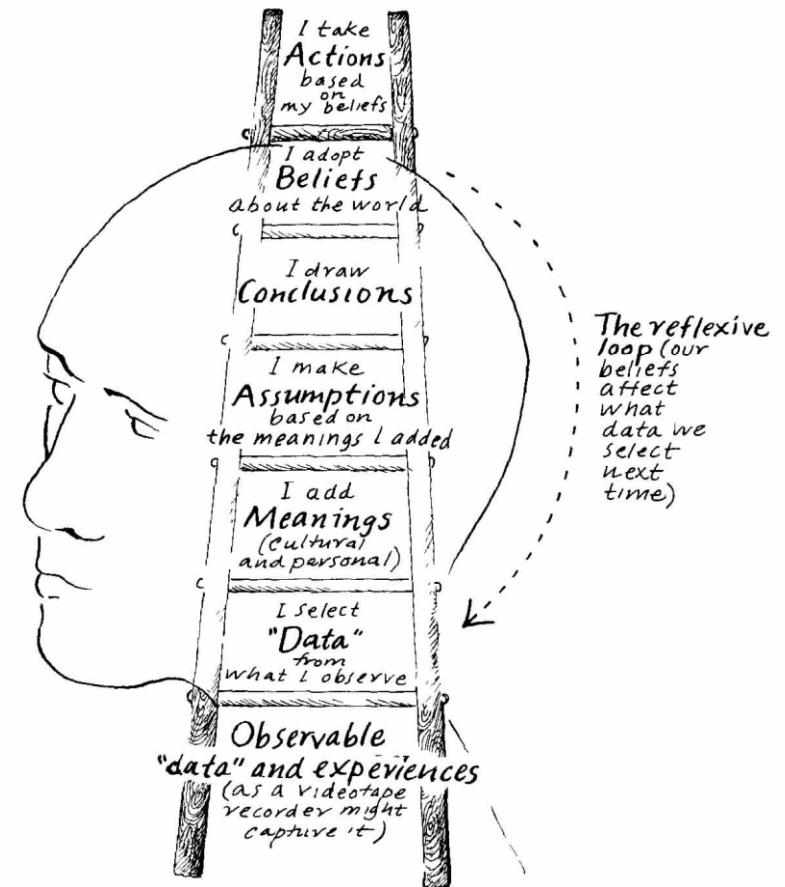 I take
Actions
based
on
my beliefs
I adopt
Beliefs
about the world
I draw
Conclusions
I make
Assumptions
based on
the meanings I added
I add
Meanings
(cultural
and personal)
I select
"Data"
from
what I observe
Observable
"data" and experiences
(as a videotape
recorder might
capture it)
The reflexive
loop (our
beliefs
affect
what
data we
select
next
time)